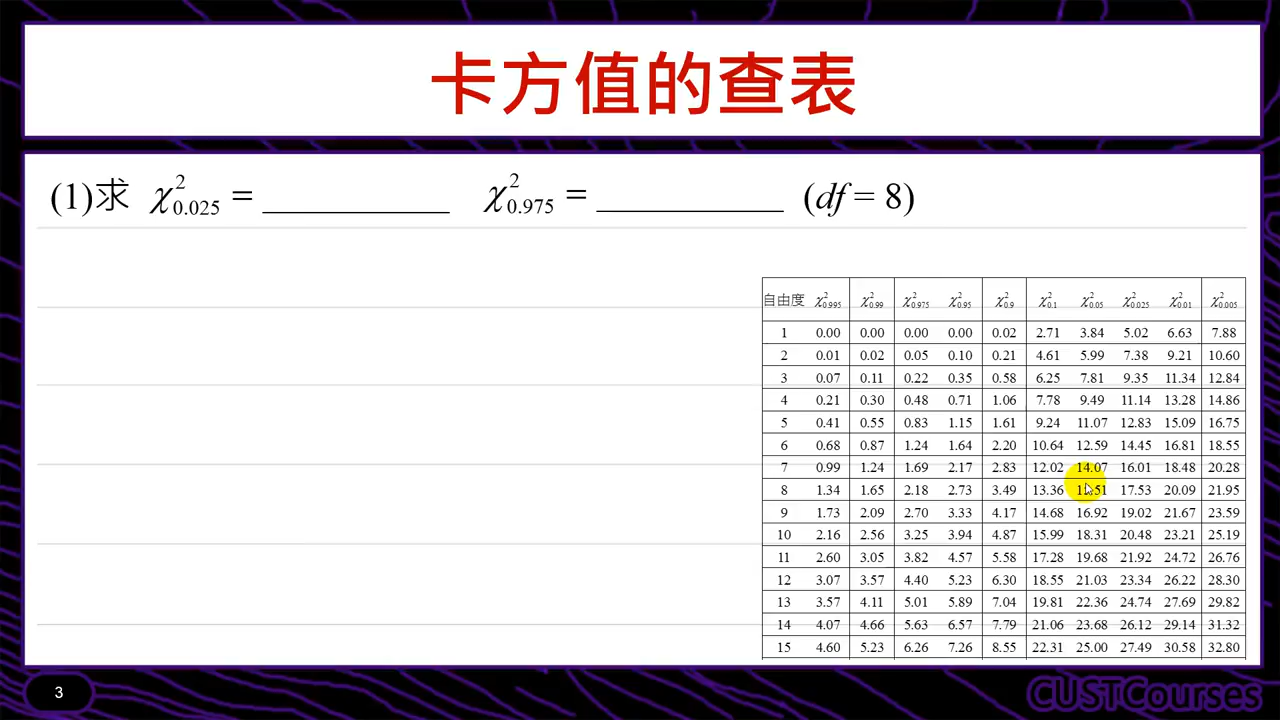 卡方值的查表
(1)求 χ²0.025 = ____________ χ²0.975 = ____________ (df = 8)
自由度 χ²0.995 χ²0.99 χ²0.975 χ²0.95 χ²0.9 χ²0.1 χ²0.05 χ²0.025 χ²0.01 χ²0.005
1 0.00 0.00 0.00 0.00 0.02 2.71 3.84 5.02 6.63 7.88
2 0.01 0.02 0.05 0.10 0.21 4.61 5.99 7.38 9.21 10.60
3 0.07 0.11 0.22 0.35 0.58 6.25 7.81 9.35 11.34 12.84
4 0.21 0.30 0.48 0.71 1.06 7.78 9.49 11.14 13.28 14.86
5 0.41 0.55 0.83 1.15 1.61 9.24 11.07 12.83 15.09 16.75
6 0.68 0.87 1.24 1.64 2.20 10.64 12.59 14.45 16.81 18.55
7 0.99 1.24 1.69 2.17 2.83 12.02 14.07 16.01 18.48 20.28
8 1.34 1.65 2.18 2.73 3.49 13.36 17.53 20.09 21.95
9 1.73 2.09 2.70 3.33 4.17 14.68 16.92 19.02 21.67 23.59
10 2.16 2.56 3.25 3.94 4.87 15.99 18.31 20.48 23.21 25.19
11 2.60 3.05 3.82 4.57 5.58 17.28 19.68 21.92 24.72 26.76
12 3.07 3.57 4.40 5.23 6.30 18.55 21.03 23.34 26.22 28.30
13 3.57 4.11 5.01 5.89 7.04 19.81 22.36 24.74 27.69 29.82
14 4.07 4.66 5.63 6.57 7.79 21.06 23.68 26.12 29.14 31.32
15 4.60 5.23 6.26 7.26 8.55 22.31 25.00 27.49 30.58 32.80
3
CUSTCourses